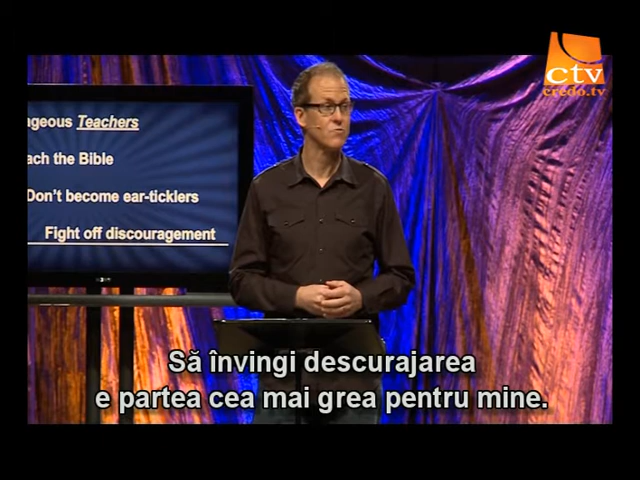 ctv
credo.tv
ageous Teachers
ach the Bible
Don't become ear-ticklers
Fight off discouragement
Să învingi descurajarea
e partea cea mai grea pentru mine.